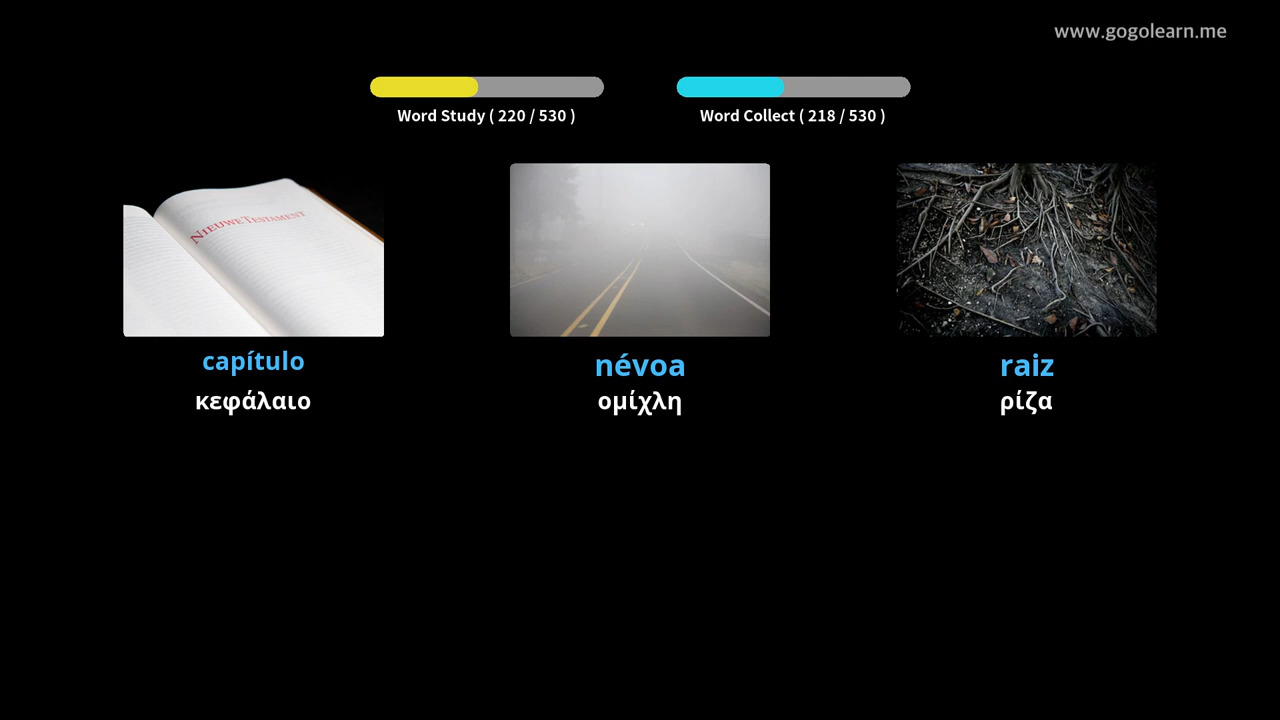 www.gogolearn.me
Word Study ( 220 / 530 )
Word Collect ( 218 / 530 )
NIEUWE TESTAMENT
capítulo
névoa
raiz
κεφάλαιο
ομίχλη
ρίζα